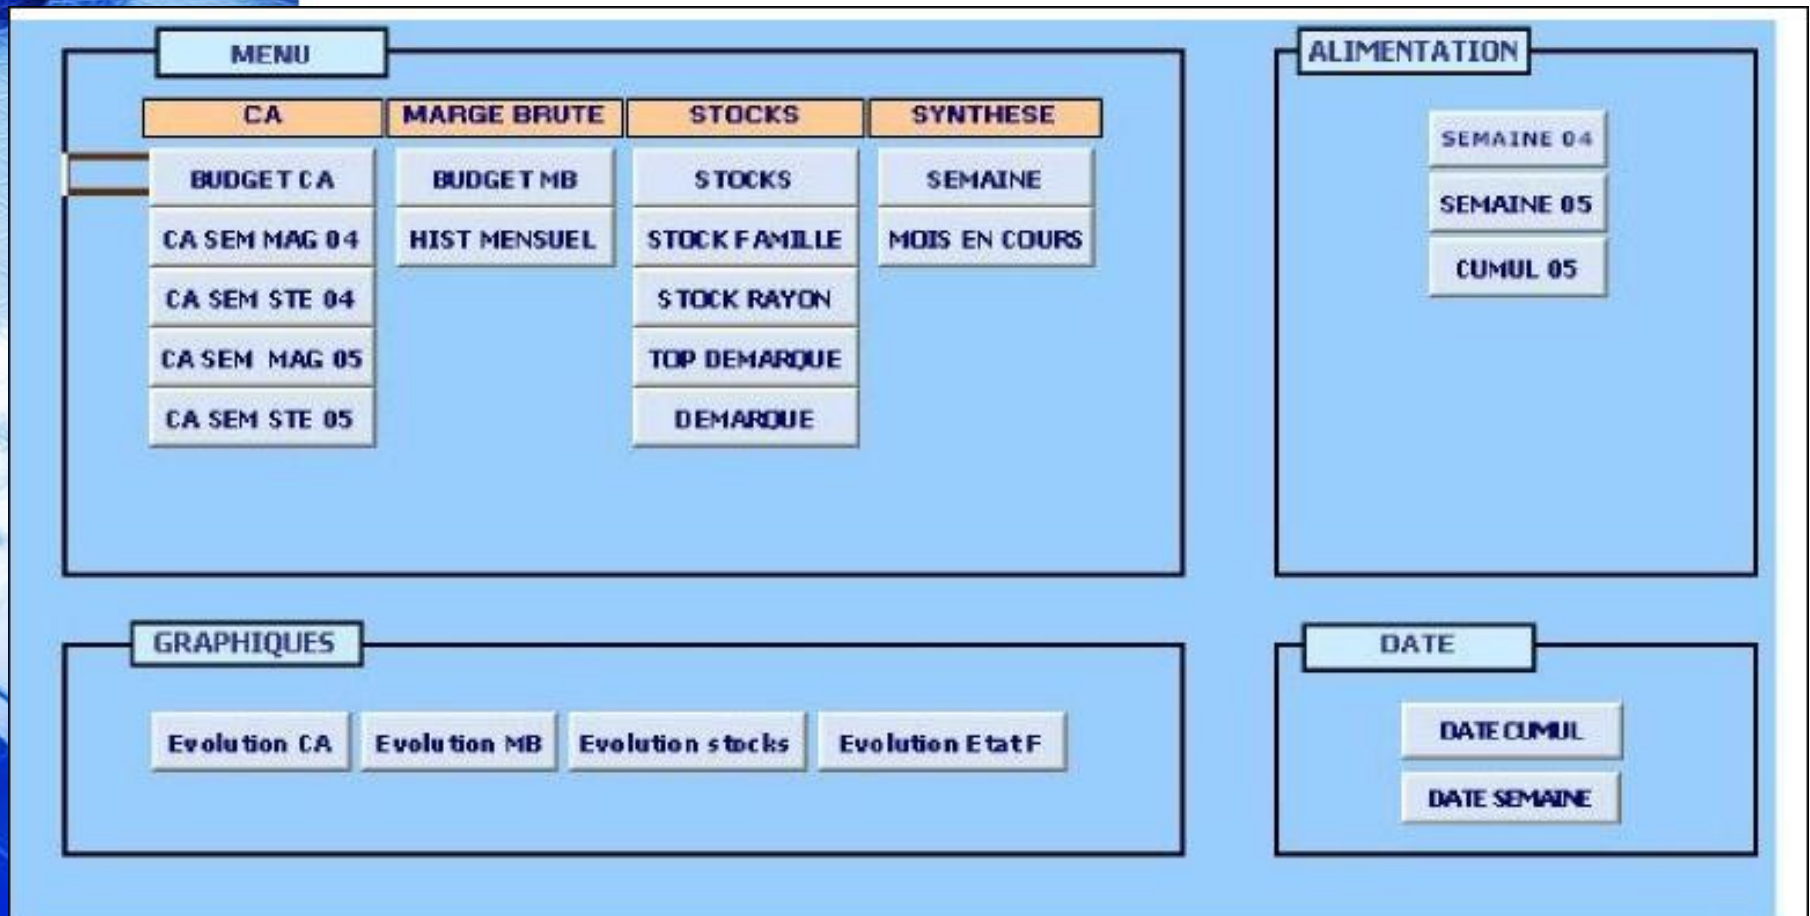 MENU
CA
MARGE BRUTE
STOCKS
SYNTHESE
BUDGET CA
BUDGET MB
STOCKS
SEMAINE
CA SEM MAG 04
HIST MENSUEL
STOCK FAMILLE
MOIS EN COURS
CA SEM STE 04
STOCK RAYON
CA SEM MAG 05
TOP DEMARQUE
CA SEM STE 05
DEMARQUE
ALIMENTATION
SEMAINE 04
SEMAINE 05
CUMUL 05
GRAPHIQUES
Evolution CA
Evolution MB
Evolution stocks
Evolution Etat F
DATE
DATE CUMUL
DATE SEMAINE